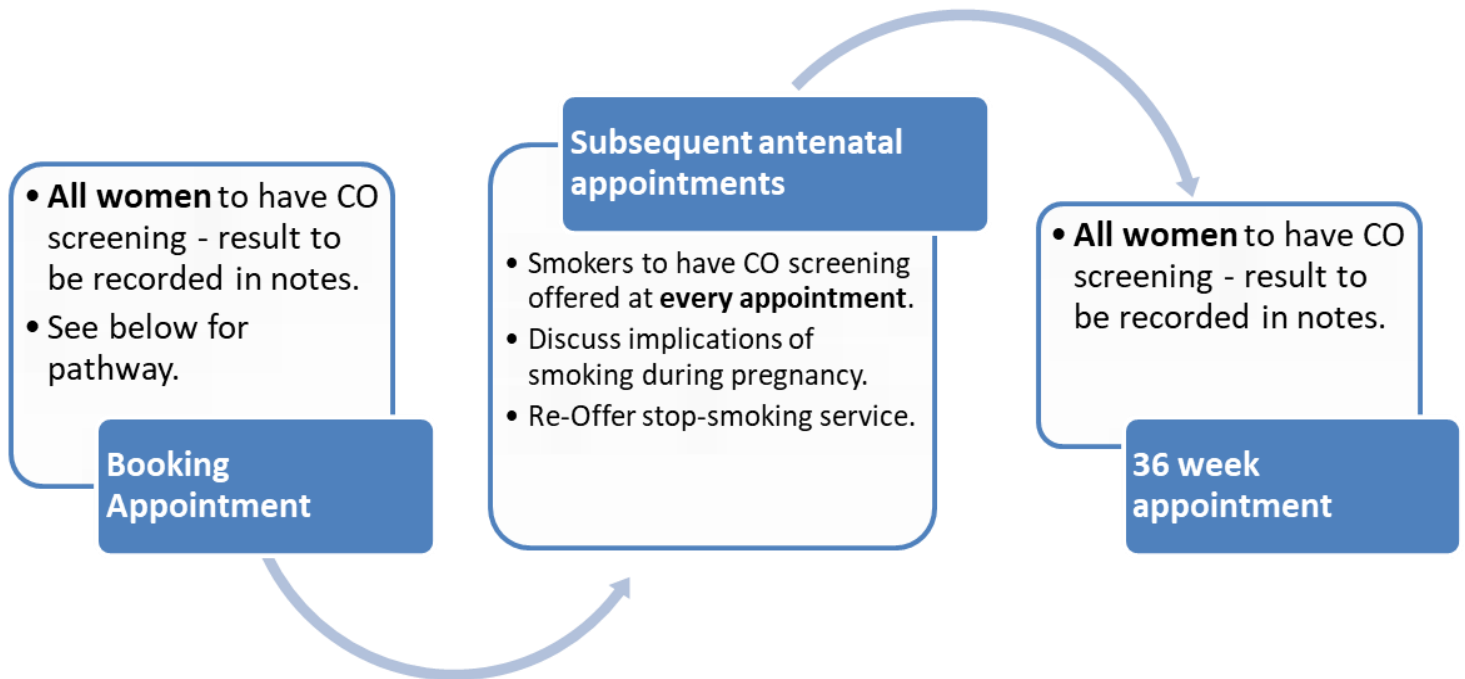 • All women to have CO
screening - result to
be recorded in notes.
• See below for
pathway.
Booking
Appointment
Subsequent antenatal
appointments
• Smokers to have CO screening
offered at every appointment.
• Discuss implications of
smoking during pregnancy.
• Re-Offer stop-smoking service.
• All women to have CO
screening - result to
be recorded in notes.
36 week
appointment